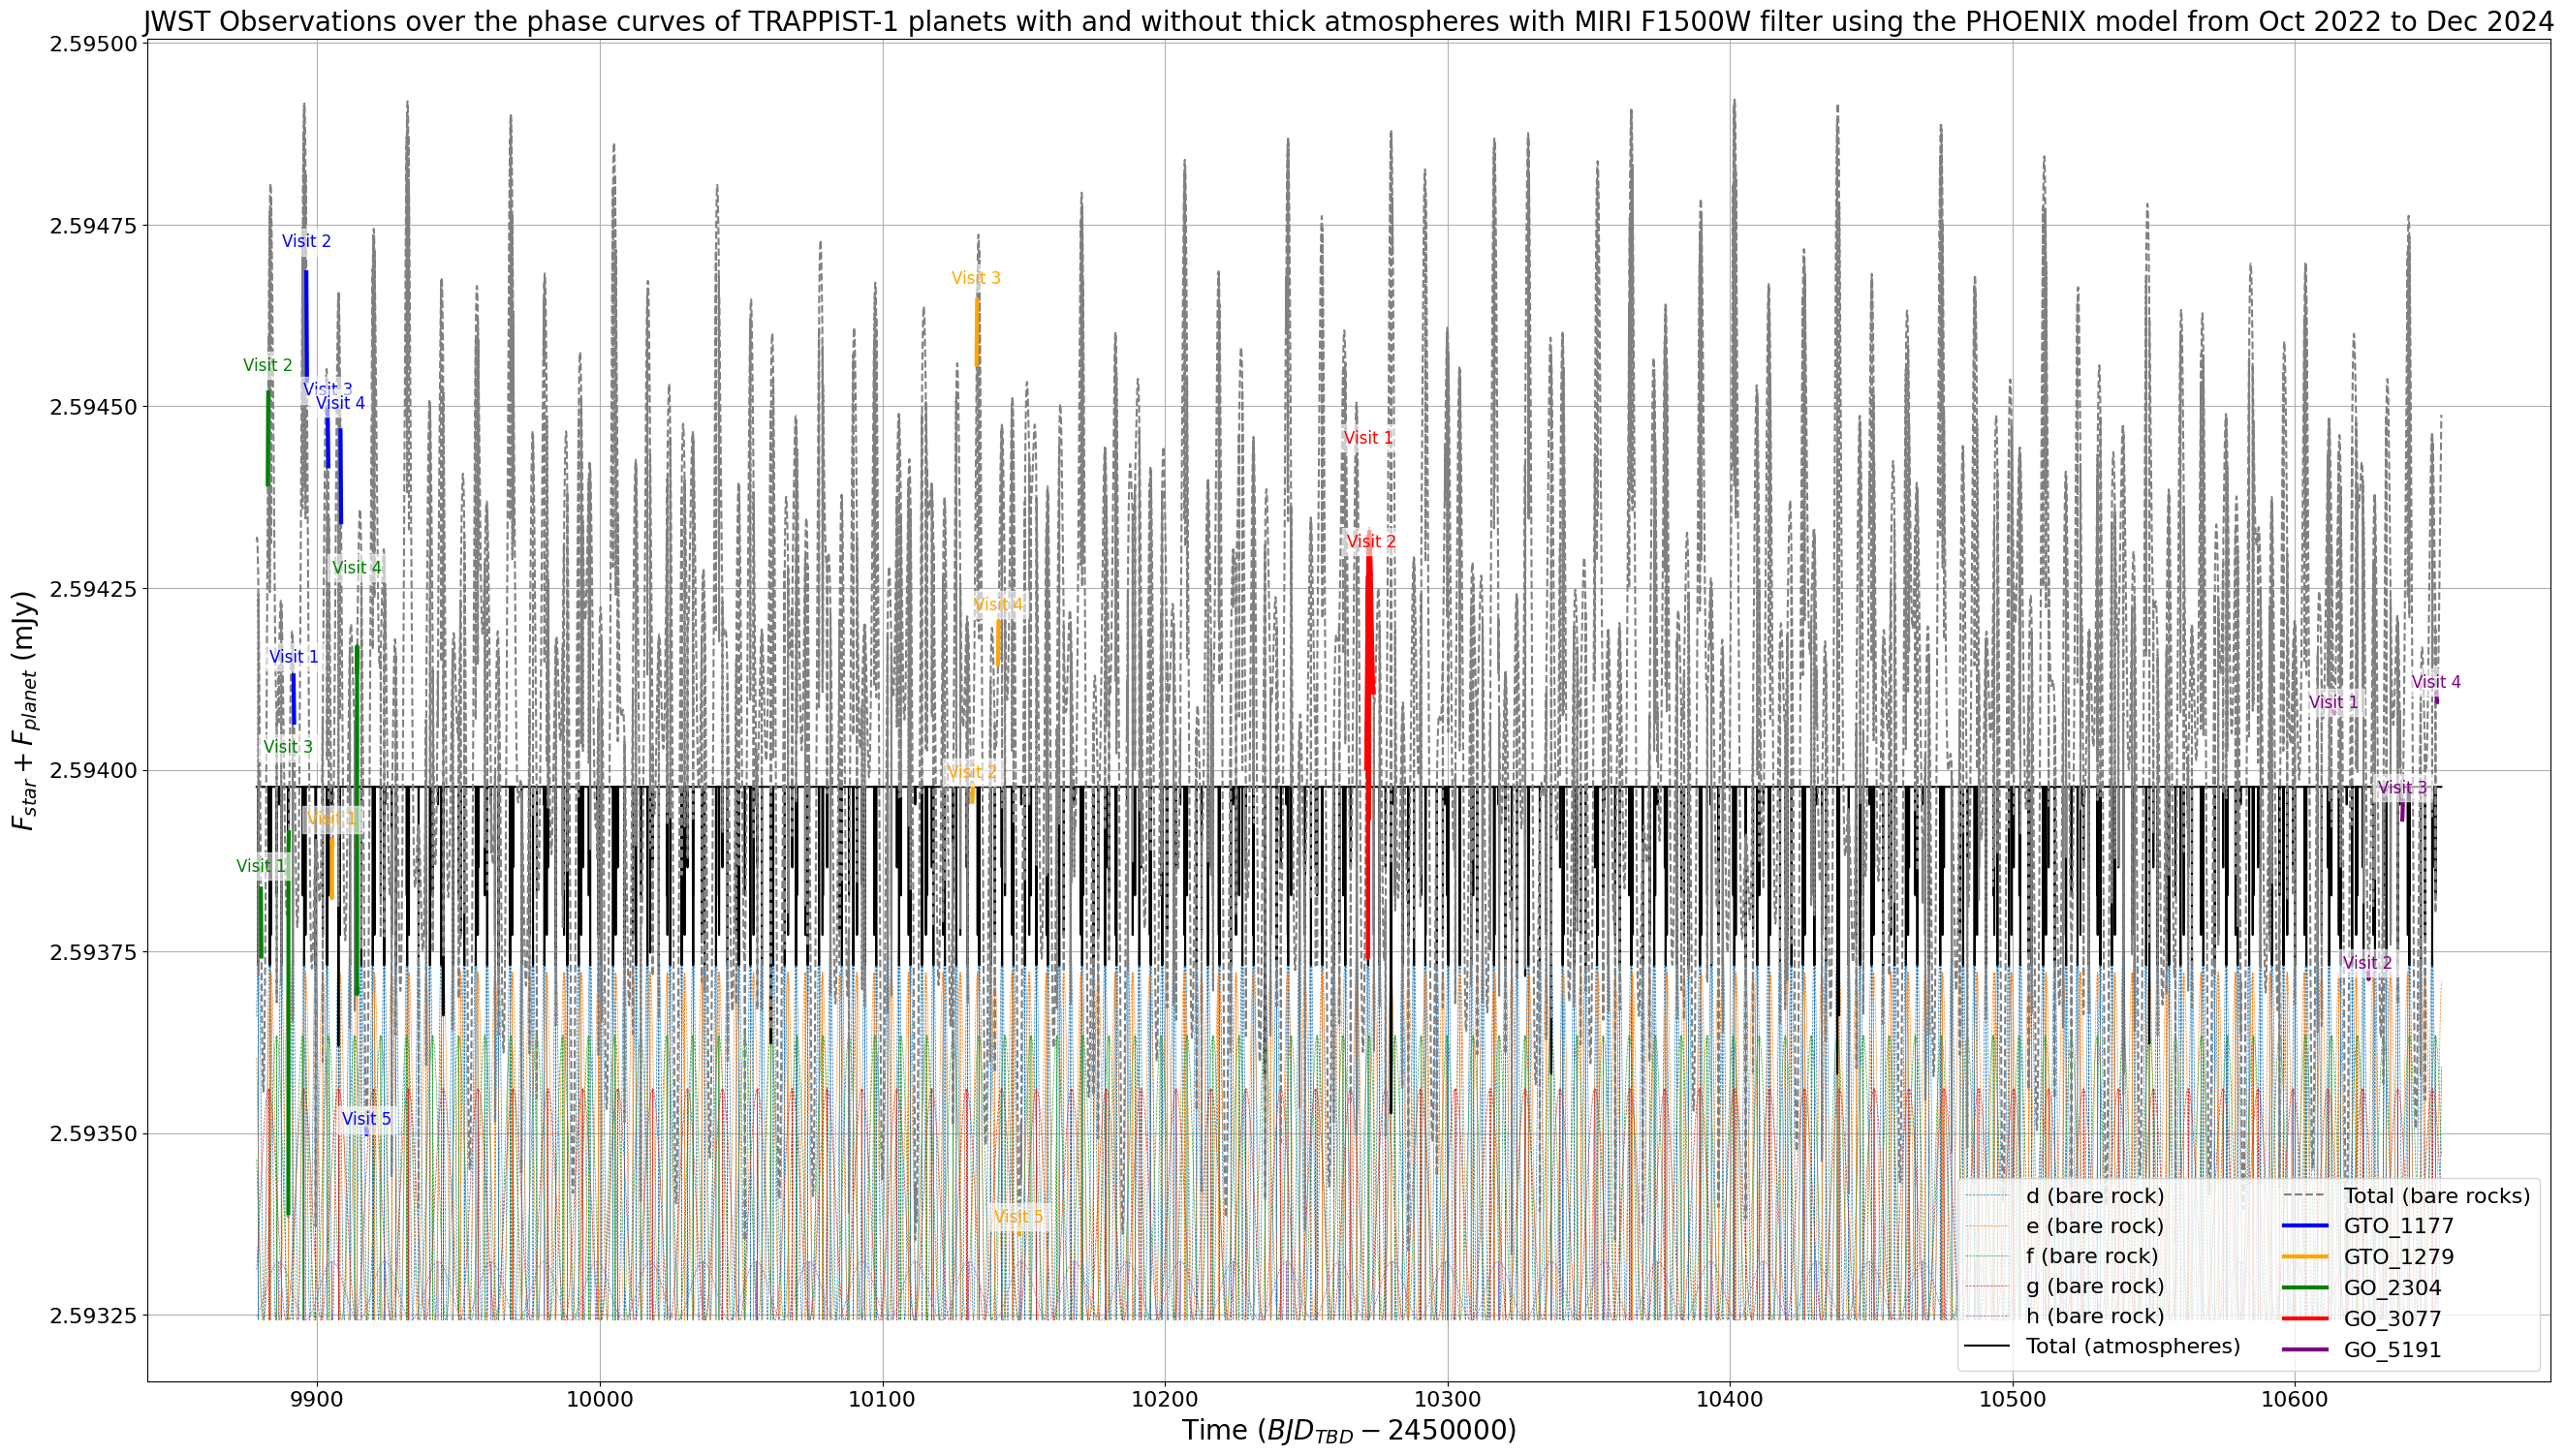 JWST Observations over the phase curves of TRAPPIST-1 planets with and without thick atmospheres with MIRI F1500W filter using the PHOENIX model from Oct 2022 to Dec 2024
2.59500
2.59475
2.59450
2.59425
2.59400
2.59375
2.59350
2.59325
F_star + F_planet (mJy)
Visit 2
Visit 3
Visit 2
Visit 3
Visit 4
Visit 1
Visit 2
Visit 4
Visit 4
Visit 1
Visit 4
Visit 1
Visit 3
Visit 2
Visit 3
Visit 1
Visit 1
Visit 2
Visit 5
Visit 5
d (bare rock)
e (bare rock)
f (bare rock)
g (bare rock)
h (bare rock)
Total (atmospheres)
Total (bare rocks)
GTO_1177
GTO_1279
GO_2304
GO_3077
GO_5191
9900
10000
10100
10200
10300
10400
10500
10600
Time (BJD_TBD − 2450000)